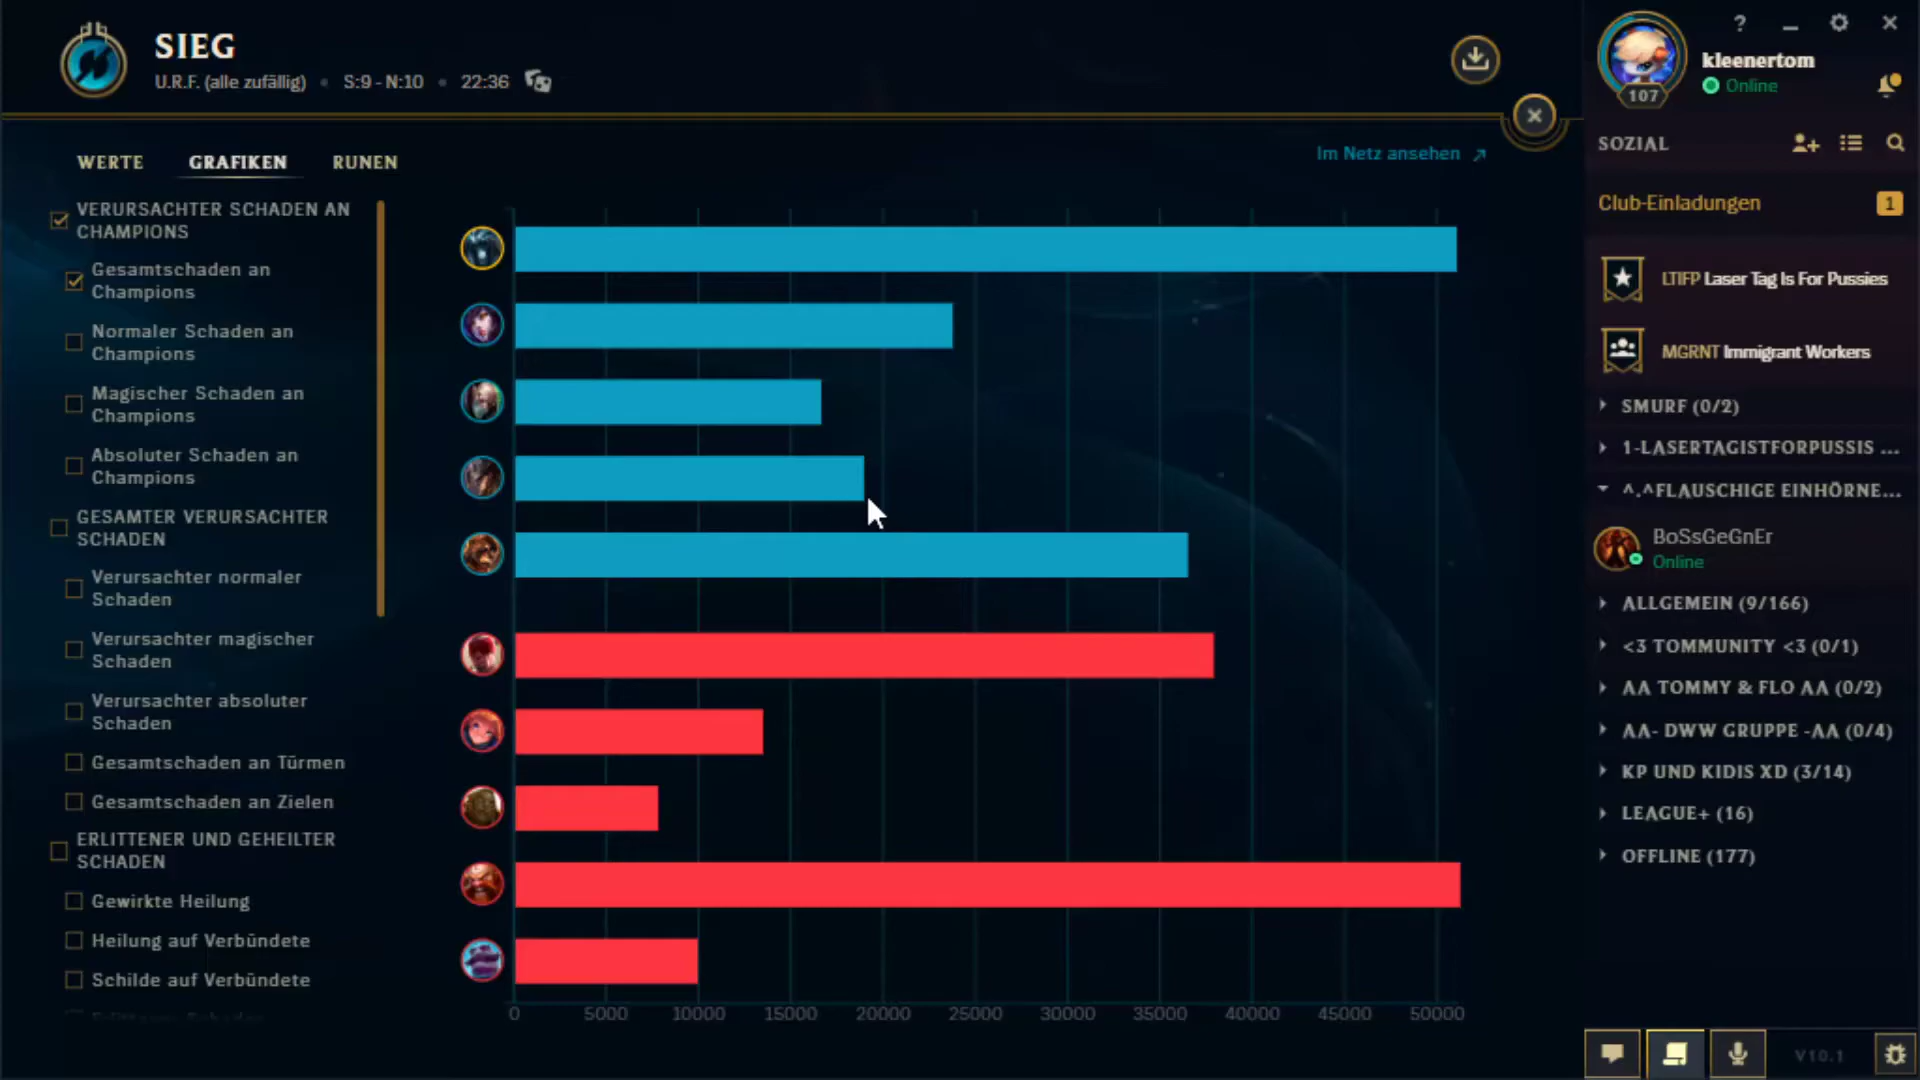 SIEG
U.R.F. (alle zufällig) • S:9 - N:10 • 22:36
WERTE GRAFIKEN RUNEN
Im Netz ansehen
VERURSACHTER SCHADEN AN
CHAMPIONS
Gesamtschaden an
Champions
Normaler Schaden an
Champions
Magischer Schaden an
Champions
Absoluter Schaden an
Champions
GESAMTER VERURSACHTER
SCHADEN
Verursachter normaler
Schaden
Verursachter magischer
Schaden
Verursachter absoluter
Schaden
Gesamtschaden an Türmen
Gesamtschaden an Zielen
ERLITTENER UND GEHEILTER
SCHADEN
Gewirkte Heilung
Heilung auf Verbündete
Schilde auf Verbündete
0 5000 10000 15000 20000 25000 30000 35000 40000 45000 50000
?
kleenertom
Online
107
SOZIAL
Club-Einladungen 1
LTIFP Laser Tag Is For Pussies
MGRNT Immigrant Workers
SMURF (0/2)
1-LASERTAGISTFORPUSSIS ...
^.^FLAUSCHIGE EINHÖRNE...
BoSsGeGnEr
Online
ALLGEMEIN (9/166)
<3 TOMMUNITY <3 (0/1)
AA TOMMY & FLO AA (0/2)
AA- DWW GRUPPE -AA (0/4)
KP UND KIDIS XD (3/14)
LEAGUE+ (16)
OFFLINE (177)
V10.1